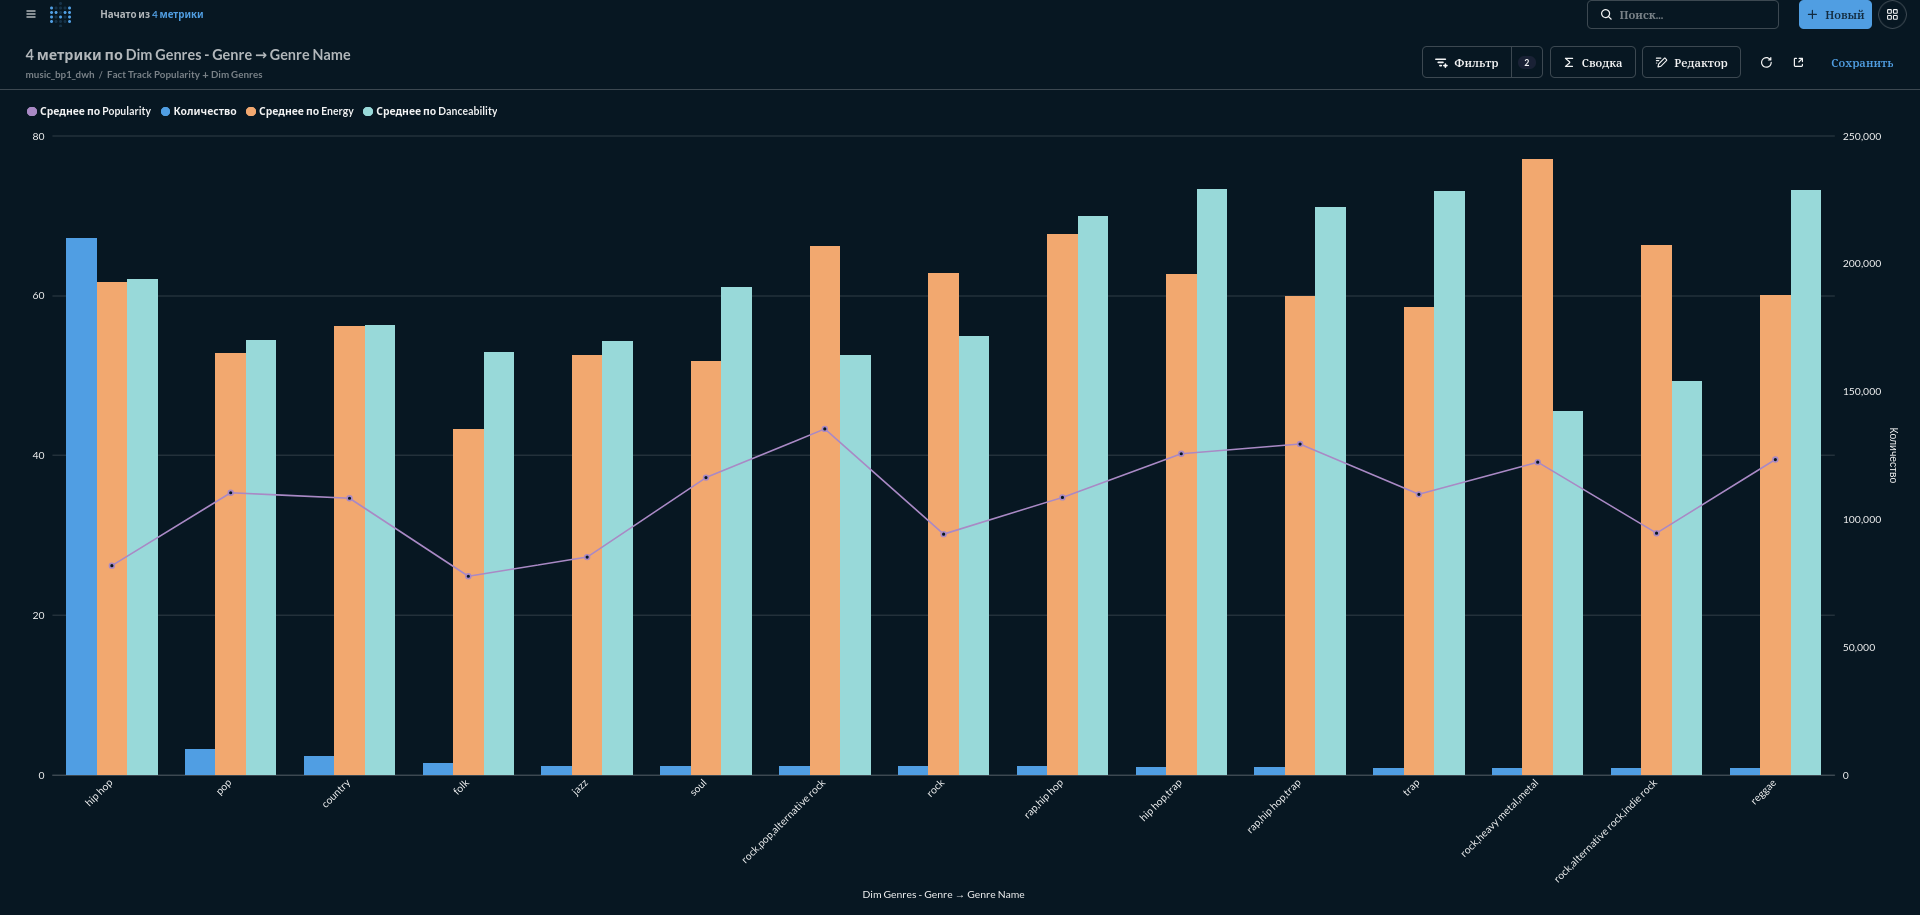 Начато из 4 метрики
Поиск...
Новый
4 метрики по Dim Genres - Genre → Genre Name
music_bp1_dwh / Fact Track Popularity + Dim Genres
Фильтр 2
Сводка
Редактор
Сохранить
Среднее по Popularity Количество Среднее по Energy Среднее по Danceability
80
60
40
20
0
250,000
200,000
150,000
100,000
50,000
0
Количество
hip hop
pop
country
folk
jazz
soul
rock,pop,alternative rock
rock
rap,hip hop
hip hop,trap
rap,hip hop,trap
trap
rock,heavy metal,metal
rock,alternative rock,indie rock
reggae
Dim Genres - Genre → Genre Name